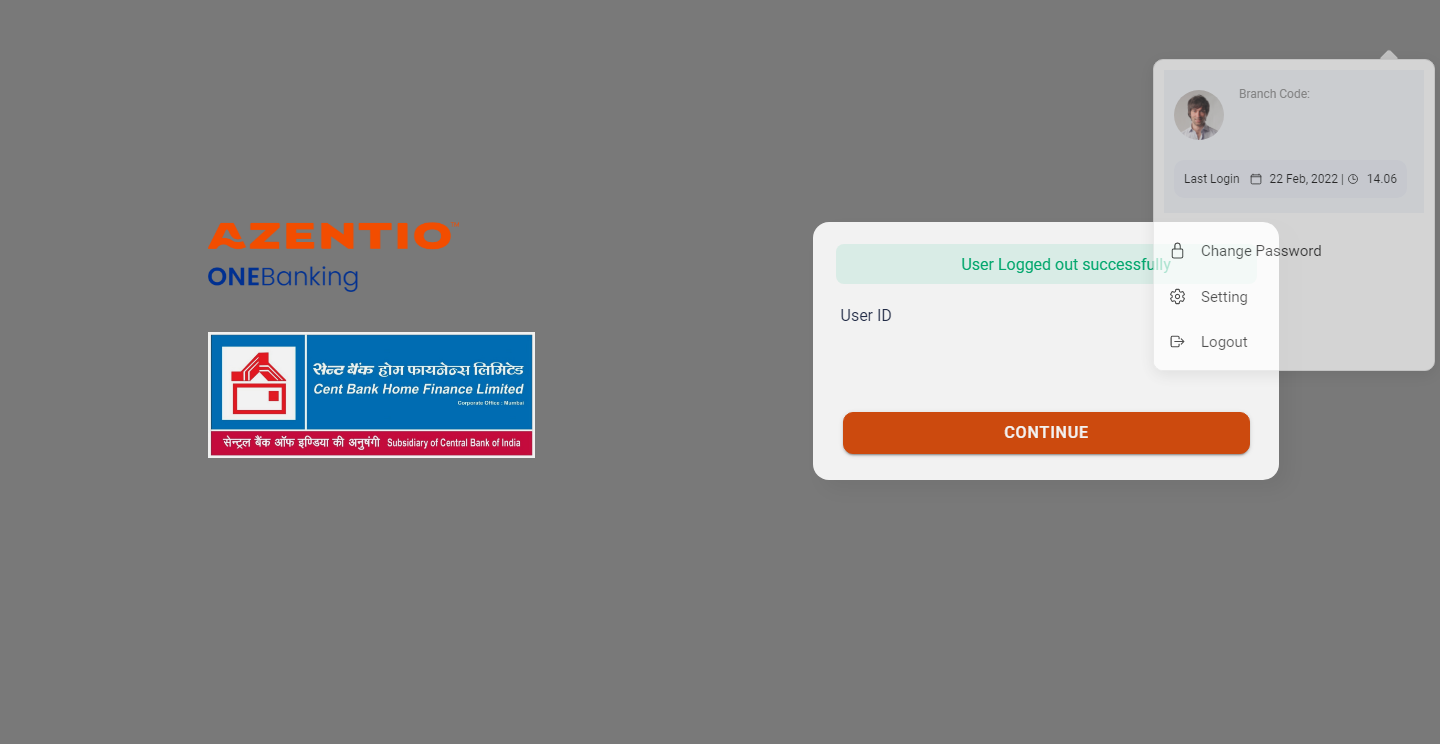 AZENTIO
ONEBanking
सेन्ट बैंक होम फायनेन्स लिमिटेड
Cent Bank Home Finance Limited
Corporate Office : Mumbai
सेन्ट्रल बैंक ऑफ इण्डिया की अनुषंगी Subsidiary of Central Bank of India
Branch Code:
Last Login 22 Feb, 2022 | 14.06
Change Password
Setting
Logout
User Logged out successfully
User ID
CONTINUE